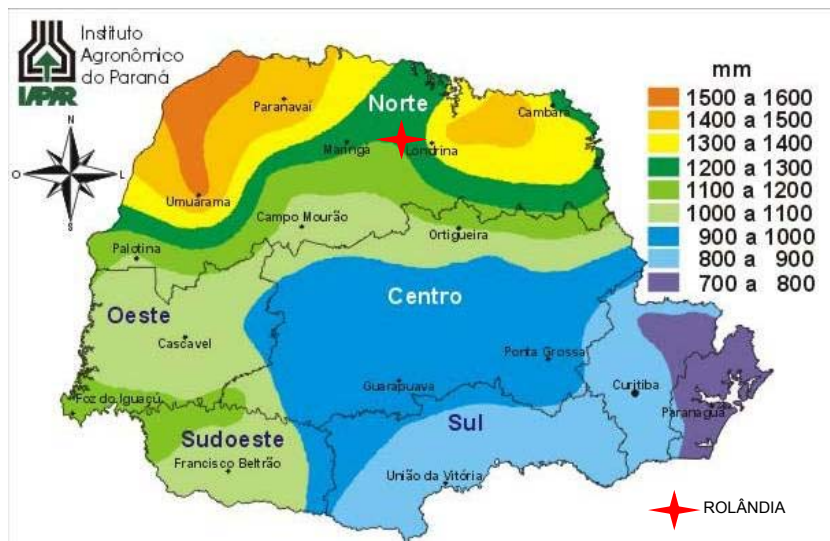 Instituto
Agronômico
do Paraná
IAPAR
N
O
L
S
mm
1500 a 1600
1400 a 1500
1300 a 1400
1200 a 1300
1100 a 1200
1000 a 1100
900 a 1000
800 a 900
700 a 800
Paranavaí
Norte
Cambará
Maringá
Londrina
Umuarama
Campo Mourão
Ortigueira
Palotina
Centro
Oeste
Cascavel
Ponta Grossa
Guarapuava
Curitiba
Foz do Iguaçú
Paranaguá
Sul
Sudoeste
Francisco Beltrão
União da Vitória
ROLÂNDIA